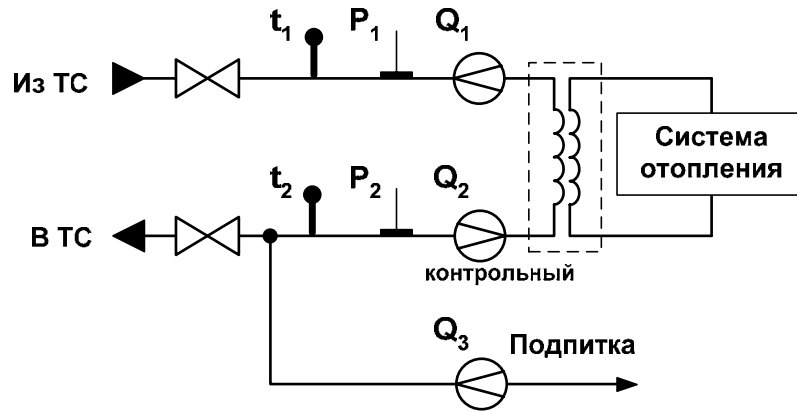 t1 P1 Q1
Из ТС
Система
отопления
t2 P2 Q2
В ТС
контрольный
Q3 Подпитка